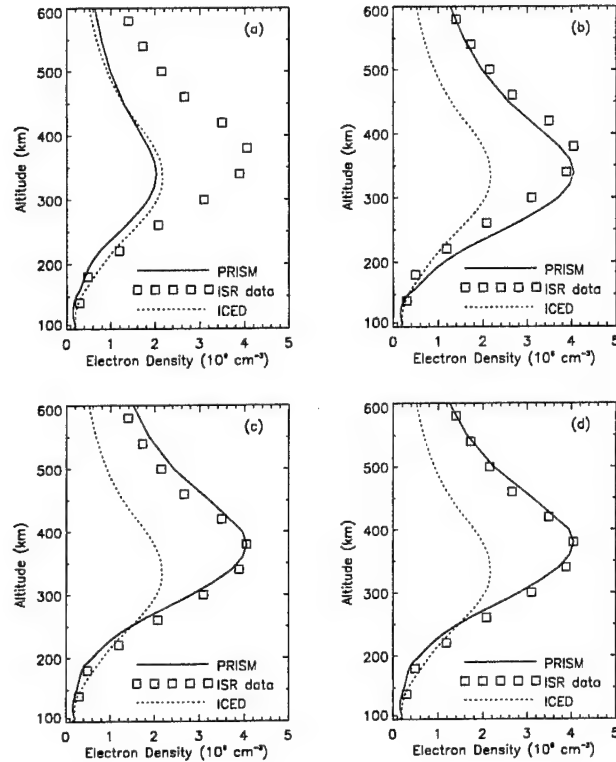 600
(a)
500
400
300
200
100
Altitude (km)
PRISM
ISR data
ICED
0 1 2 3 4 5
Electron Density (10⁶ cm⁻³)
600
(b)
500
400
300
200
100
Altitude (km)
PRISM
ISR data
ICED
0 1 2 3 4 5
Electron Density (10⁶ cm⁻³)
600
(c)
500
400
300
200
100
Altitude (km)
PRISM
ISR data
ICED
0 1 2 3 4 5
Electron Density (10⁶ cm⁻³)
600
(d)
500
400
300
200
100
Altitude (km)
PRISM
ISR data
ICED
0 1 2 3 4 5
Electron Density (10⁶ cm⁻³)